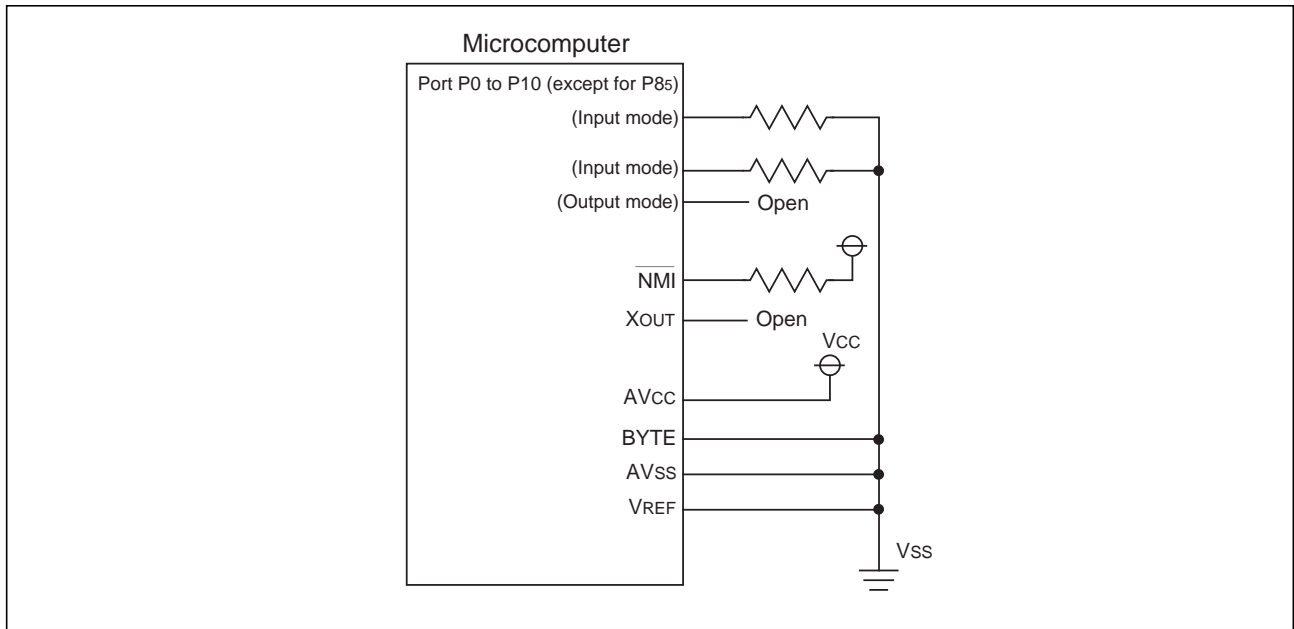 Microcomputer
Port P0 to P10 (except for P85)
(Input mode)
(Input mode)
(Output mode)
Open
NMI
XOUT
Open
VCC
AVCC
BYTE
AVSS
VREF
VSS